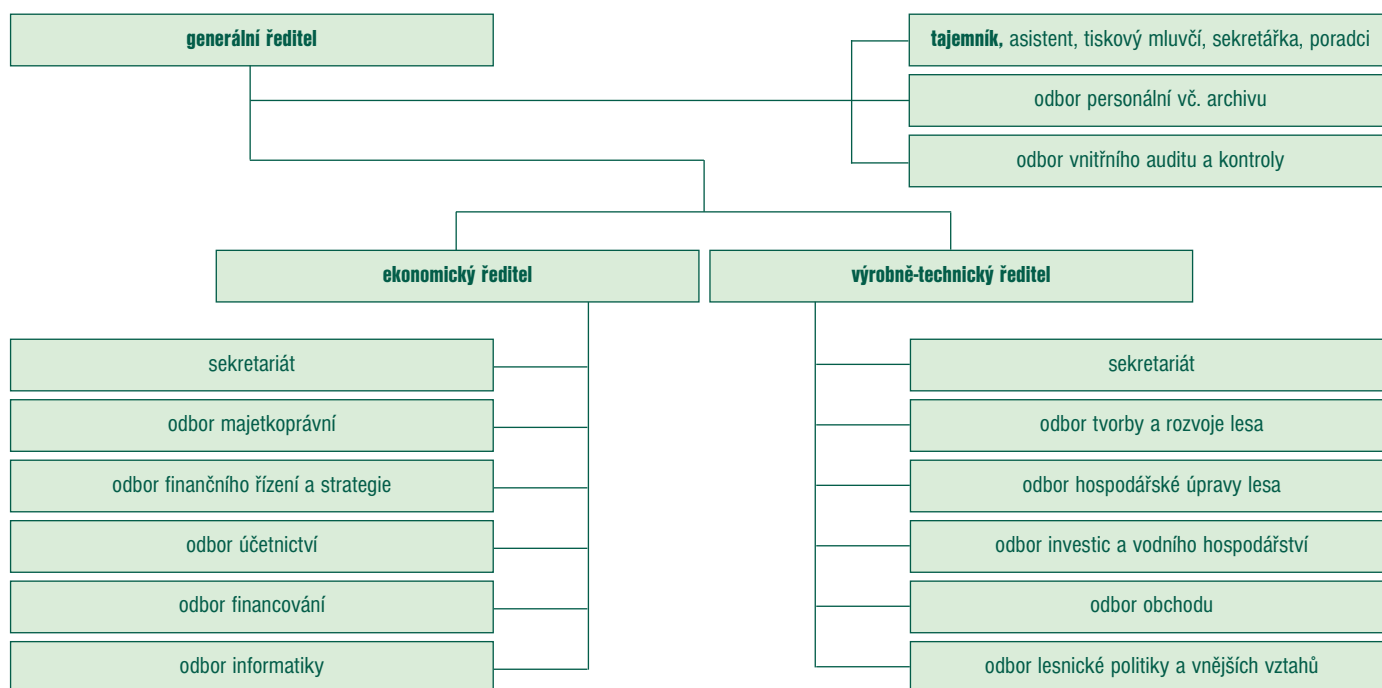 generální ředitel
tajemník, asistent, tiskový mluvčí, sekretářka, poradci
odbor personální vč. archivu
odbor vnitřního auditu a kontroly
ekonomický ředitel
výrobně-technický ředitel
sekretariát
odbor majetkoprávní
odbor finančního řízení a strategie
odbor účetnictví
odbor financování
odbor informatiky
sekretariát
odbor tvorby a rozvoje lesa
odbor hospodářské úpravy lesa
odbor investic a vodního hospodářství
odbor obchodu
odbor lesnické politiky a vnějších vztahů